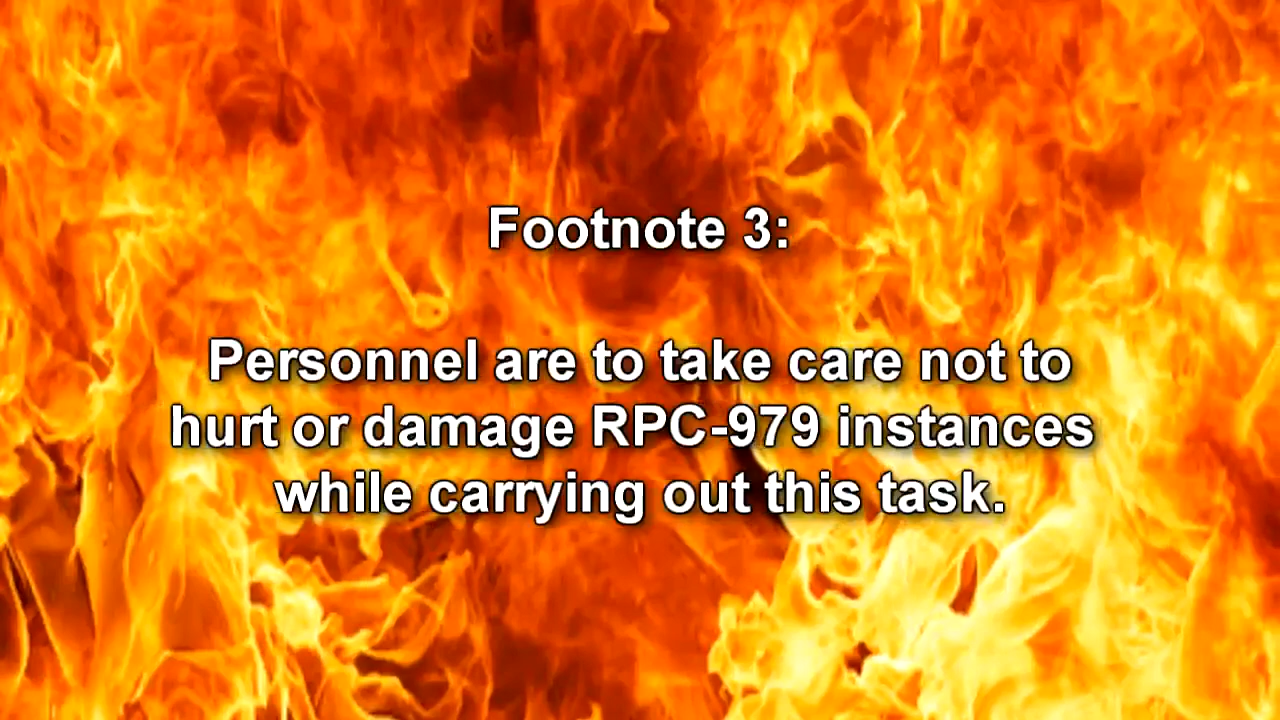 Footnote 3:
Personnel are to take care not to
hurt or damage RPC-979 instances
while carrying out this task.